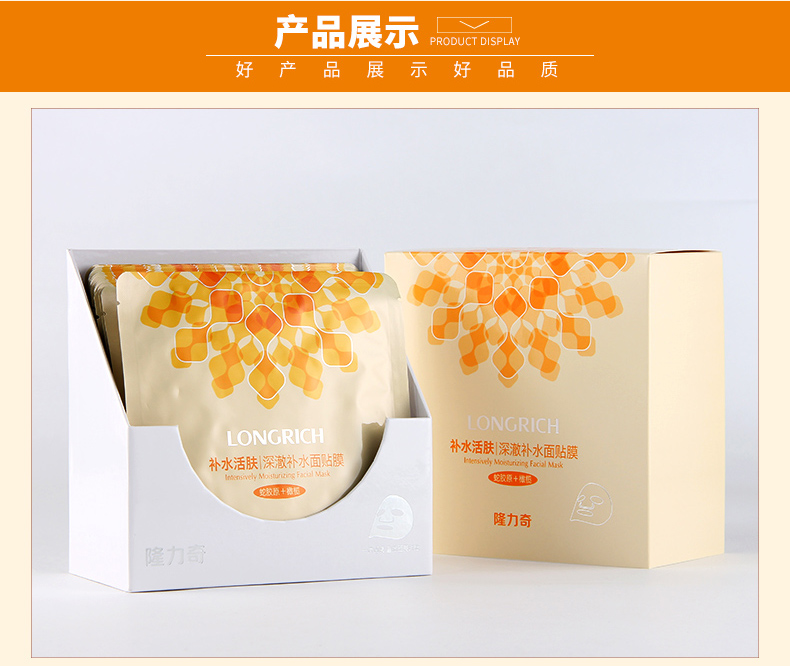 产品展示
PRODUCT DISPLAY
好产品展示好品质
LONGRICH
补水活肤|深澈补水面贴膜
Intensively Moisturizing Facial Mask
蛇胶原+橄榄
隆力奇
LONGRICH
补水活肤|深澈补水面贴膜
Intensively Moisturizing Facial Mask
蛇胶原+橄榄
隆力奇